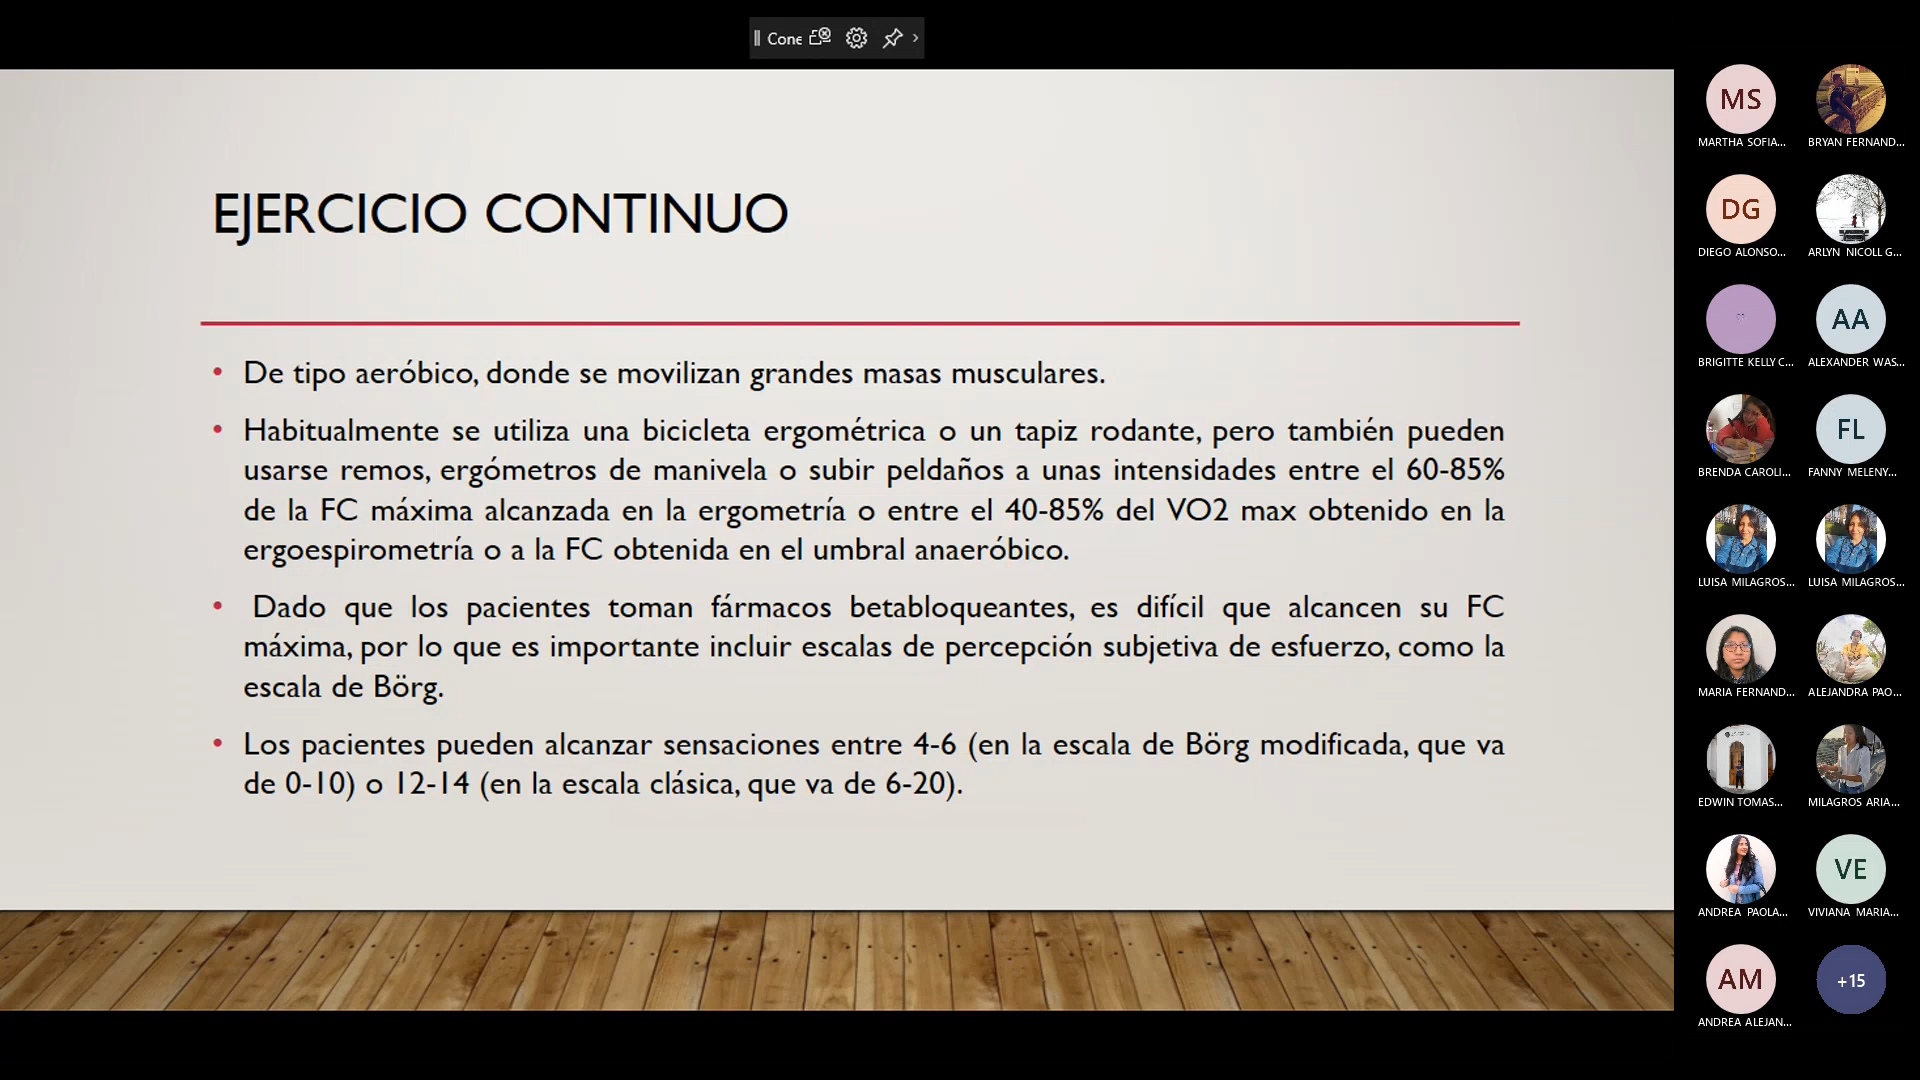 Cone
EJERCICIO CONTINUO
• De tipo aeróbico, donde se movilizan grandes masas musculares.
• Habitualmente se utiliza una bicicleta ergométrica o un tapiz rodante, pero también pueden
usarse remos, ergómetros de manivela o subir peldaños a unas intensidades entre el 60-85%
de la FC máxima alcanzada en la ergometría o entre el 40-85% del VO2 max obtenido en la
ergoespirometría o a la FC obtenida en el umbral anaeróbico.
• Dado que los pacientes toman fármacos betabloqueantes, es difícil que alcancen su FC
máxima, por lo que es importante incluir escalas de percepción subjetiva de esfuerzo, como la
escala de Börg.
• Los pacientes pueden alcanzar sensaciones entre 4-6 (en la escala de Börg modificada, que va
de 0-10) o 12-14 (en la escala clásica, que va de 6-20).
MS
MARTHA SOFIA...
BRYAN FERNAND...
DG
DIEGO ALONSO...
ARLYN NICOLL G...
BRIGITTE KELLY C...
AA
ALEXANDER WAS...
BRENDA CAROLI...
FL
FANNY MELENY...
LUISA MILAGROS...
LUISA MILAGROS...
MARIA FERNAND...
ALEJANDRA PAO...
EDWIN TOMAS...
MILAGROS ARIA...
ANDREA PAOLA...
VE
VIVIANA MARIA...
AM
ANDREA ALEJAN...
+15